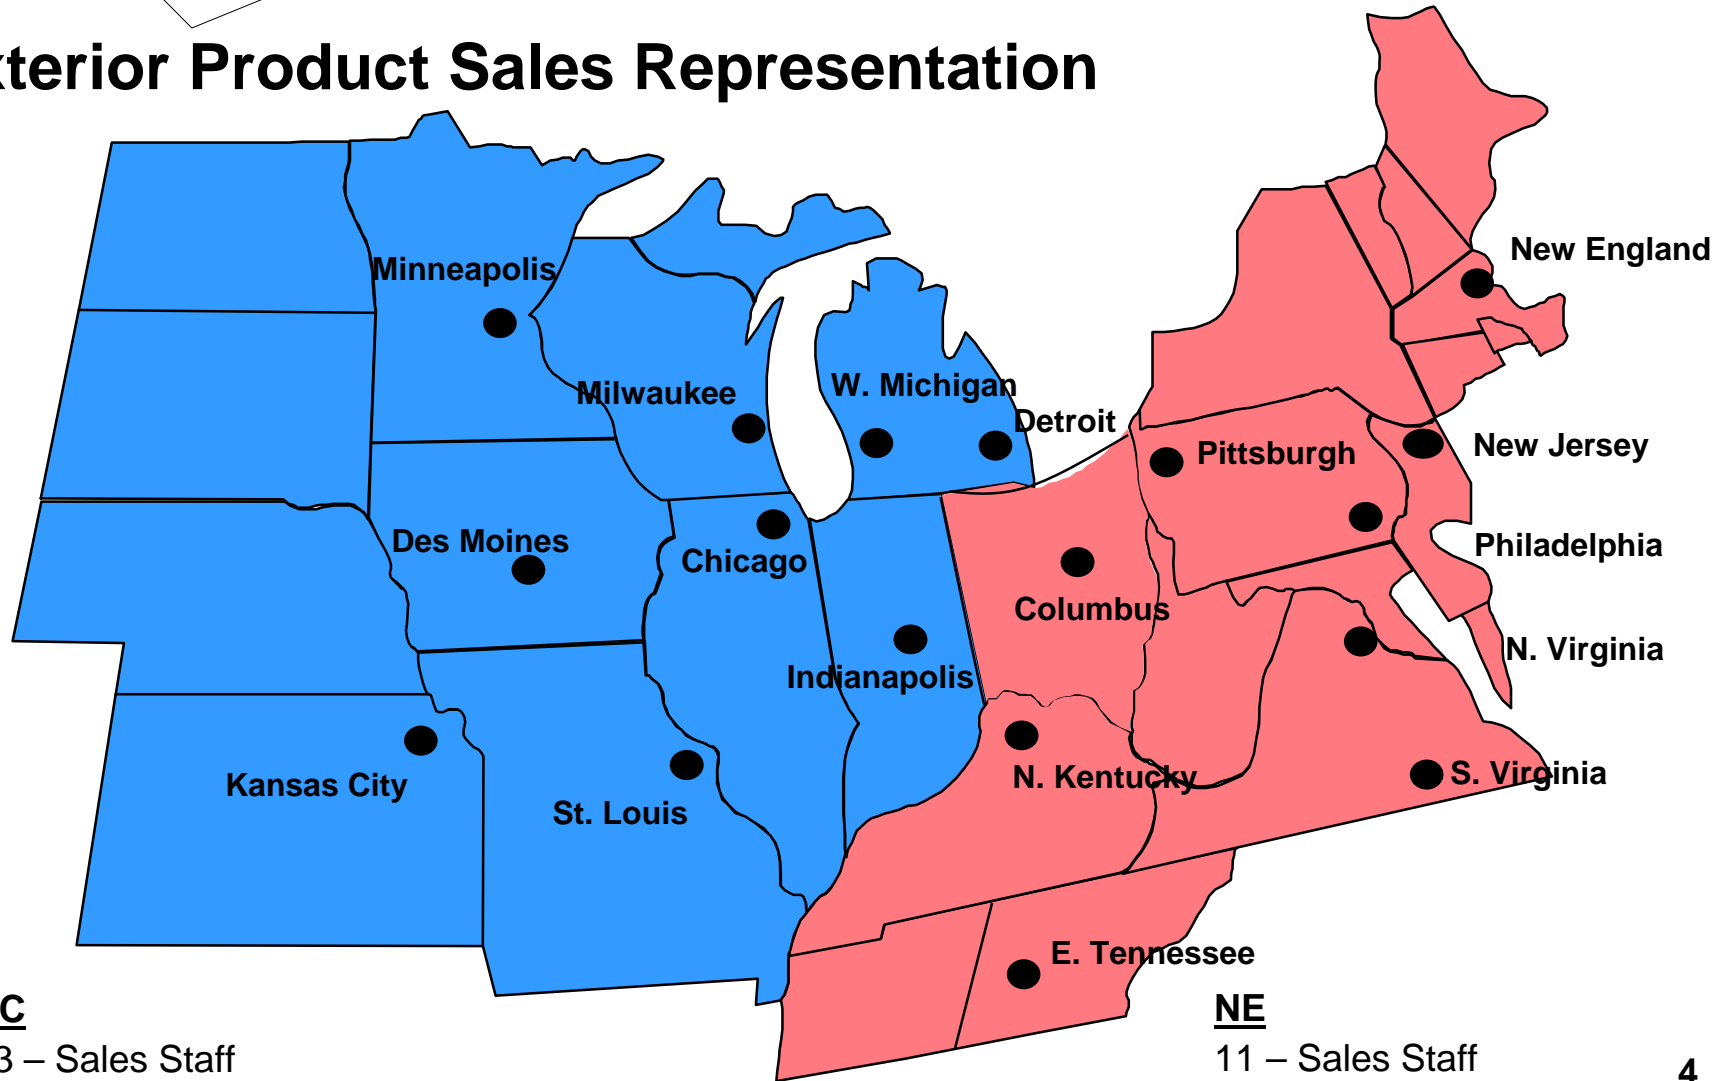 xterior Product Sales Representation
New England
Minneapolis
Milwaukee
W. Michigan
Detroit
Pittsburgh
New Jersey
Des Moines
Chicago
Philadelphia
Columbus
Indianapolis
N. Virginia
Kansas City
N. Kentucky
S. Virginia
St. Louis
E. Tennessee
C
3 – Sales Staff
NE
11 – Sales Staff
4